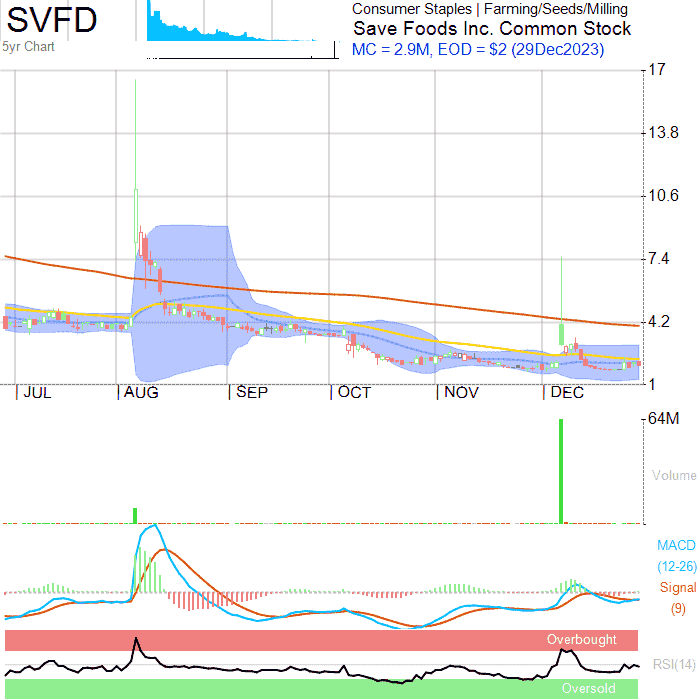 SVFD
5yr Chart
Consumer Staples | Farming/Seeds/Milling
Save Foods Inc. Common Stock
MC = 2.9M, EOD = $2 (29Dec2023)
17
13.8
10.6
7.4
4.2
1
JUL AUG SEP OCT NOV DEC
64M
Volume
MACD
(12-26)
Signal
(9)
Overbought
RSI(14)
Oversold